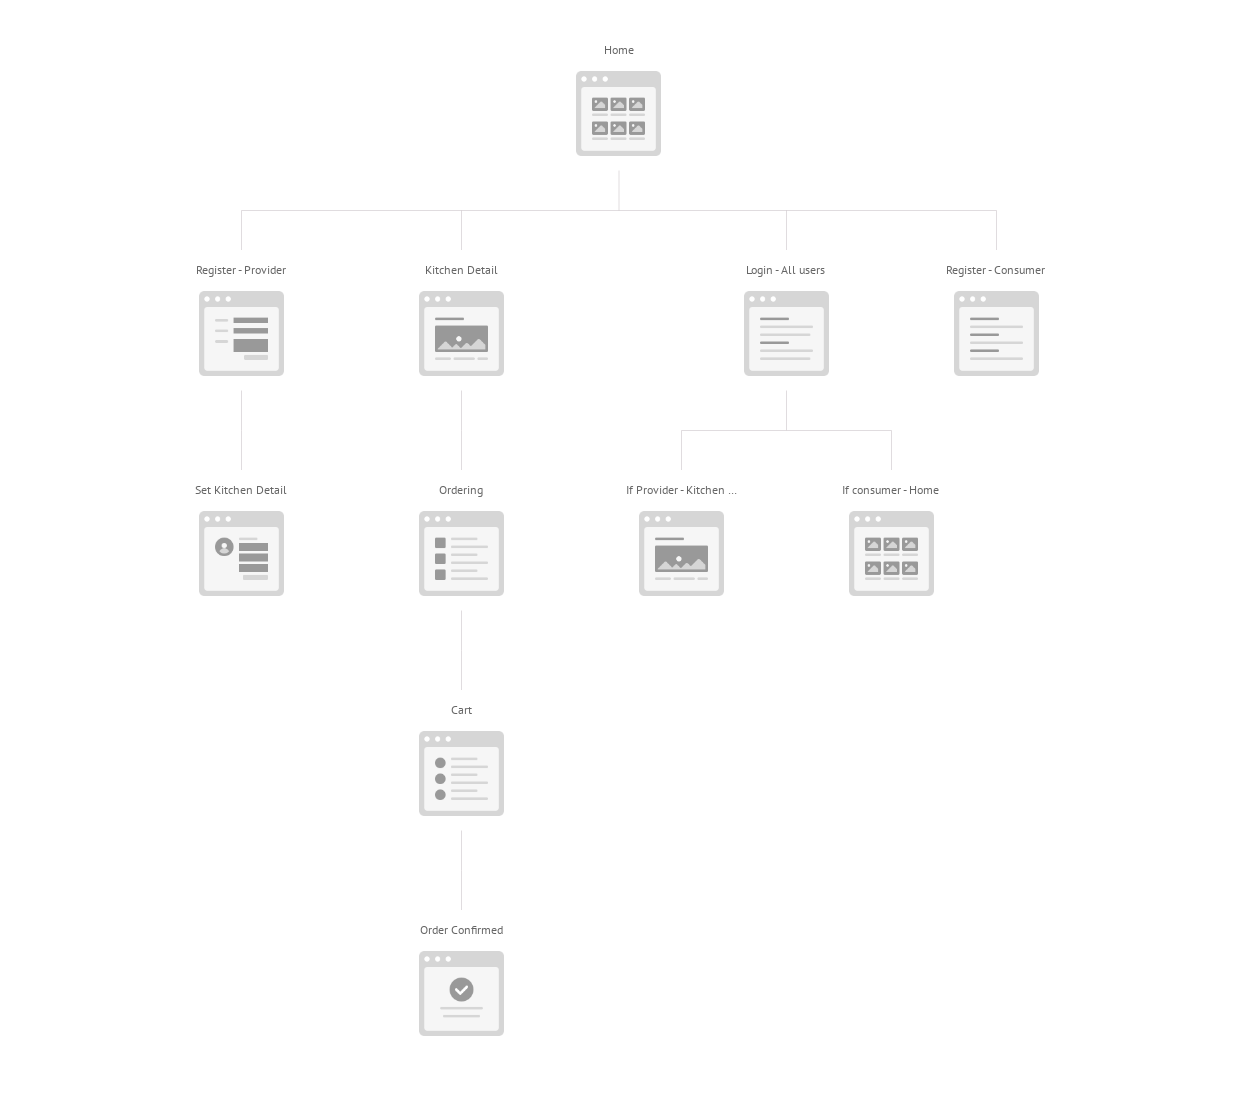 Home
Register - Provider
Kitchen Detail
Login - All users
Register - Consumer
Set Kitchen Detail
Ordering
If Provider - Kitchen ...
If consumer - Home
Cart
Order Confirmed